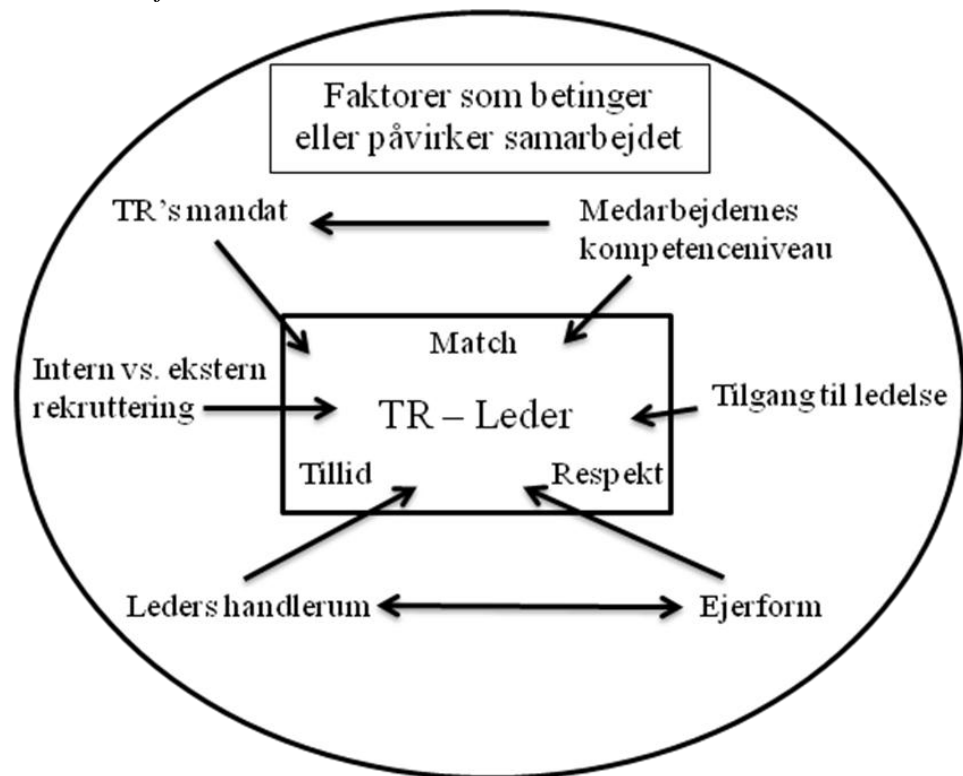 Faktorer som betinger
eller påvirker samarbejdet
TR's mandat
Medarbejdernes
kompetenceniveau
Match
Intern vs. ekstern
rekruttering
TR – Leder
Tilgang til ledelse
Tillid
Respekt
Leders handlerum
Ejerform